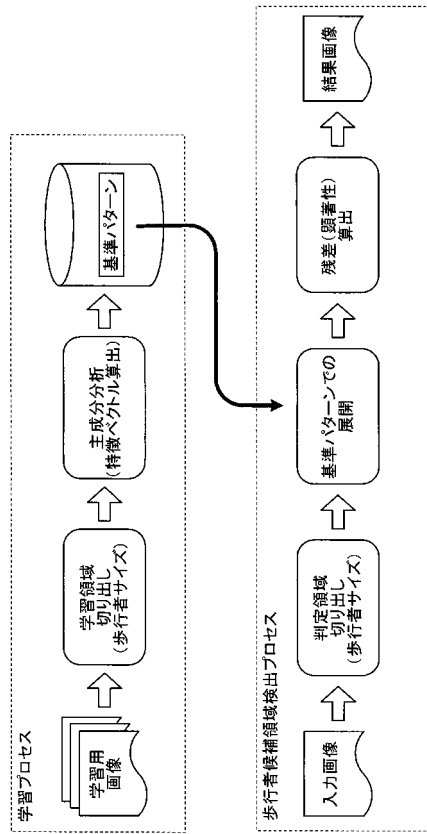 学習プロセス
学習用
画像
学習領域
切り出し
(歩行者サイズ)
主成分分析
(特徴ベクトル算出)
基準パターン
歩行者候補領域検出プロセス
入力画像
判定領域
切り出し
(歩行者サイズ)
基準パターンでの
展開
残差(顕著性)
算出
結果画像